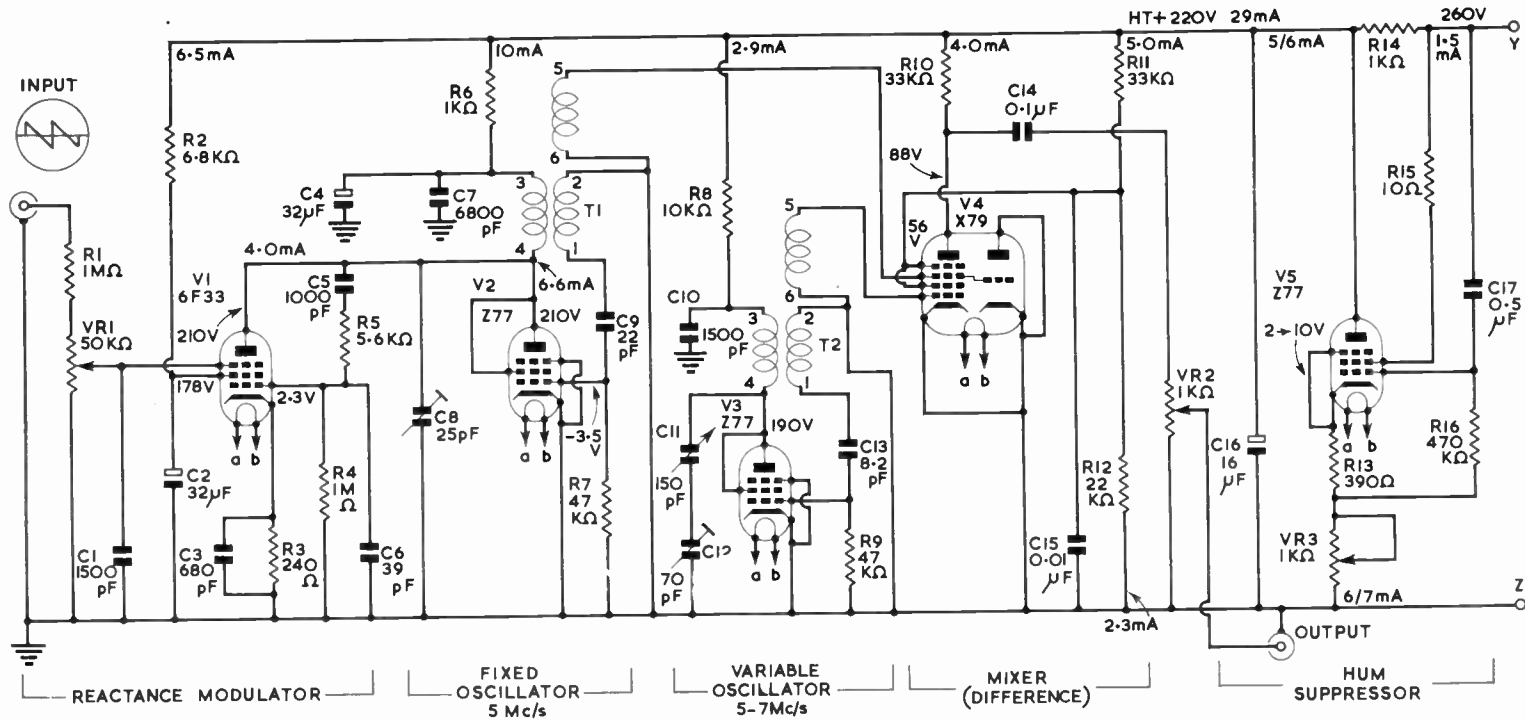 HT+220V 29mA
260V
6·5mA
10mA
2·9mA
4·0mA
5·0mA
5/6mA
R14
1KΩ
1·5
mA
Y
INPUT
R2
6·8KΩ
R6
1KΩ
5
6
R10
33KΩ
R11
33KΩ
C14
0·1µF
88V
C4
32µF
C7
6800
pF
3
2
T1
4
1
R8
10KΩ
5
6
V4
X79
56
V
R15
10Ω
R1
1MΩ
4·0mA
V1
6F33
C5
1000
pF
6·6mA
V2
Z77
210V
C9
22
pF
C10
1500
pF
3
2
T2
4
1
V5
Z77
2–10V
C17
0·5
µF
210V
VR1
50KΩ
R5
5·6KΩ
a b
VR2
1KΩ
178V
2·3V
C8
25pF
-3·5
V
V3
Z77
190V
C11
150
pF
C13
8·2
pF
C16
16
µF
R16
470
KΩ
a b
a b
a b
R13
390Ω
C2
32µF
R4
1M
Ω
R7
47
KΩ
R12
22
KΩ
C1
1500
pF
C3
680
pF
R3
240
Ω
C6
39
pF
C12
70
pF
a b
R9
47
KΩ
C15
0·01
µF
VR3
1KΩ
2·3mA
6/7mA
Z
OUTPUT
REACTANCE MODULATOR
FIXED
OSCILLATOR
5 Mc/s
VARIABLE
OSCILLATOR
5–7Mc/s
MIXER
(DIFFERENCE)
HUM
SUPPRESSOR